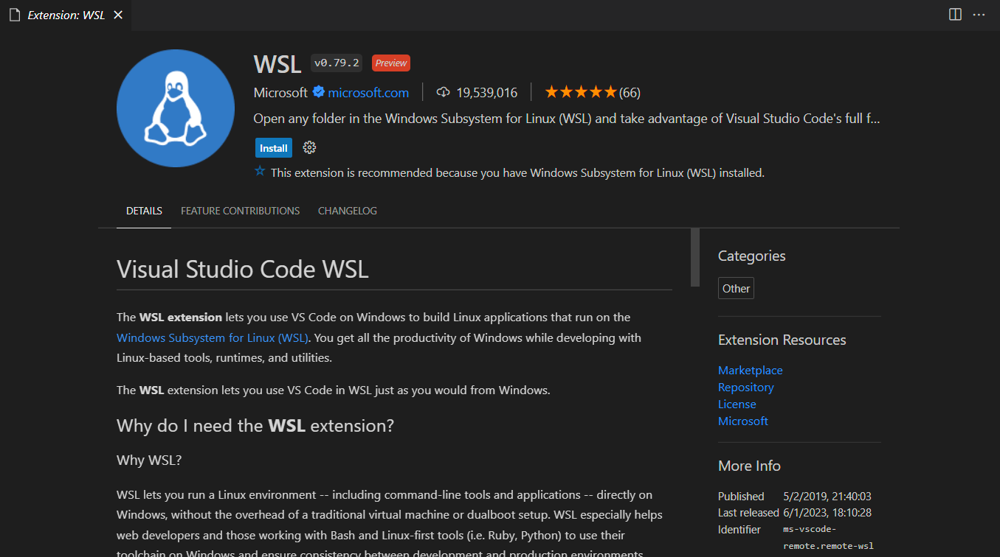 Extension: WSL
WSL v0.79.2 Preview
Microsoft microsoft.com 19,539,016 (66)
Open any folder in the Windows Subsystem for Linux (WSL) and take advantage of Visual Studio Code's full f...
Install
This extension is recommended because you have Windows Subsystem for Linux (WSL) installed.
DETAILS FEATURE CONTRIBUTIONS CHANGELOG
Visual Studio Code WSL
The WSL extension lets you use VS Code on Windows to build Linux applications that run on the
Windows Subsystem for Linux (WSL). You get all the productivity of Windows while developing with
Linux-based tools, runtimes, and utilities.
The WSL extension lets you use VS Code in WSL just as you would from Windows.
Why do I need the WSL extension?
Why WSL?
WSL lets you run a Linux environment -- including command-line tools and applications -- directly on
Windows, without the overhead of a traditional virtual machine or dualboot setup. WSL especially helps
web developers and those working with Bash and Linux-first tools (i.e. Ruby, Python) to use their
toolchain on Windows and ensure consistency between development and production environments
Categories
Other
Extension Resources
Marketplace
Repository
License
Microsoft
More Info
Published 5/2/2019, 21:40:03
Last released 6/1/2023, 18:10:28
Identifier ms-vscode-
remote.remote-wsl